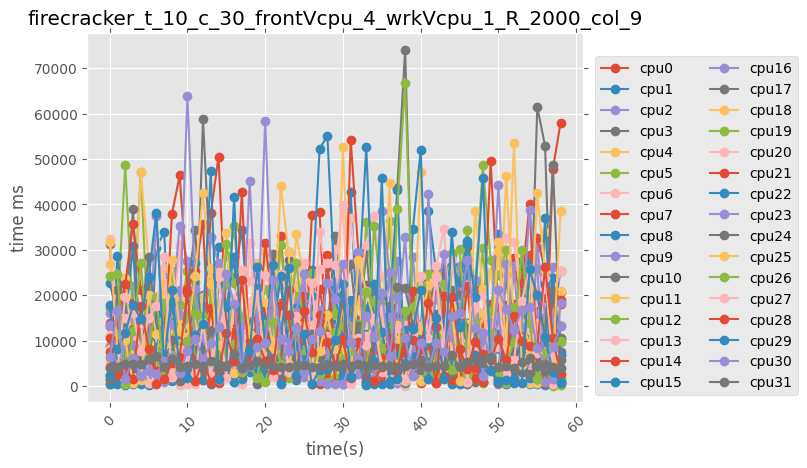 firecracker_t_10_c_30_frontVcpu_4_wrkVcpu_1_R_2000_col_9
time ms
70000
60000
50000
40000
30000
20000
10000
0
0
10
20
30
40
50
60
time(s)
cpu0
cpu1
cpu2
cpu3
cpu4
cpu5
cpu6
cpu7
cpu8
cpu9
cpu10
cpu11
cpu12
cpu13
cpu14
cpu15
cpu16
cpu17
cpu18
cpu19
cpu20
cpu21
cpu22
cpu23
cpu24
cpu25
cpu26
cpu27
cpu28
cpu29
cpu30
cpu31